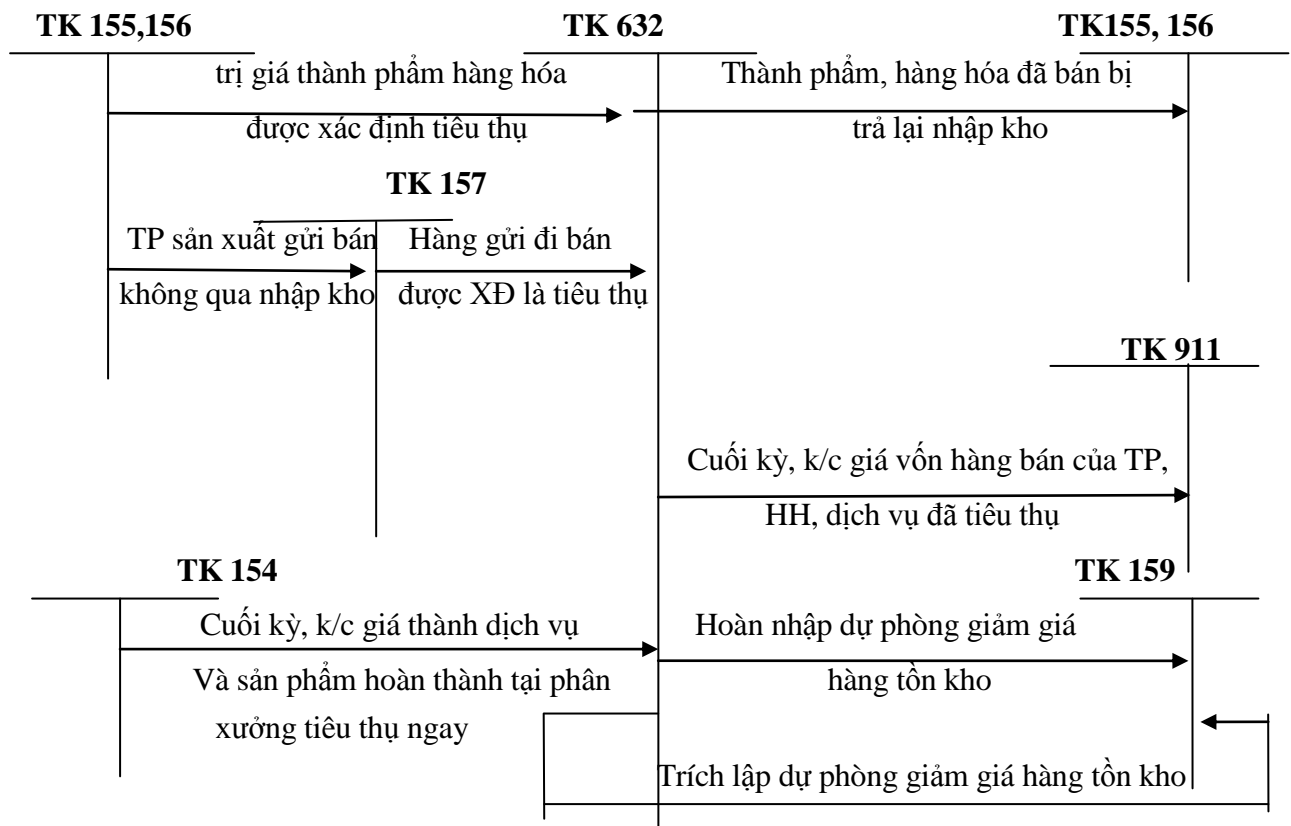 TK 155,156 TK 632 TK155, 156
trị giá thành phẩm hàng hóa
được xác định tiêu thụ
Thành phẩm, hàng hóa đã bán bị
trả lại nhập kho
TK 157
TP sản xuất gửi bán
không qua nhập kho
Hàng gửi đi bán
được XĐ là tiêu thụ
TK 911
Cuối kỳ, k/c giá vốn hàng bán của TP,
HH, dịch vụ đã tiêu thụ
TK 154 TK 159
Cuối kỳ, k/c giá thành dịch vụ
Và sản phẩm hoàn thành tại phân
xưởng tiêu thụ ngay
Hoàn nhập dự phòng giảm giá
hàng tồn kho
Trích lập dự phòng giảm giá hàng tồn kho